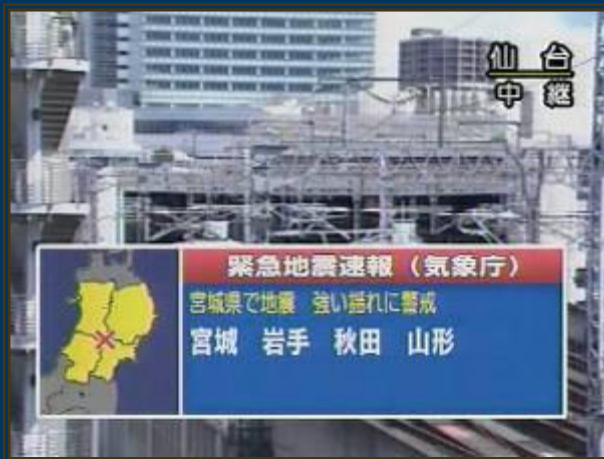 仙台
中継
緊急地震速報（気象庁）
宮城県で地震　強い揺れに警戒
宮城　岩手　秋田　山形